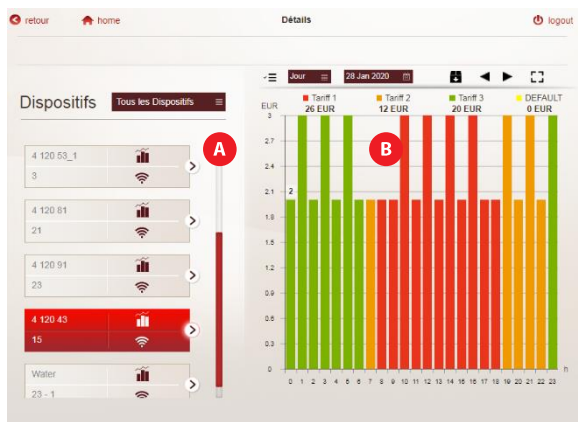 retour home Détails logout
Jour 28 Jan 2020
Dispositifs Tous les Dispositifs
A
4 120 53_1
3
4 120 81
21
4 120 91
23
4 120 43
15
Water
23 - 1
EUR
Tariff 1 Tariff 2 Tariff 3 DEFAULT
26 EUR 12 EUR 20 EUR 0 EUR
B
3
2.7
2.4
2.1
2
1.8
1.5
1.2
0.9
0.6
0.3
0
h
0 1 2 3 4 5 6 7 8 9 10 11 12 13 14 15 16 17 18 19 20 21 22 23